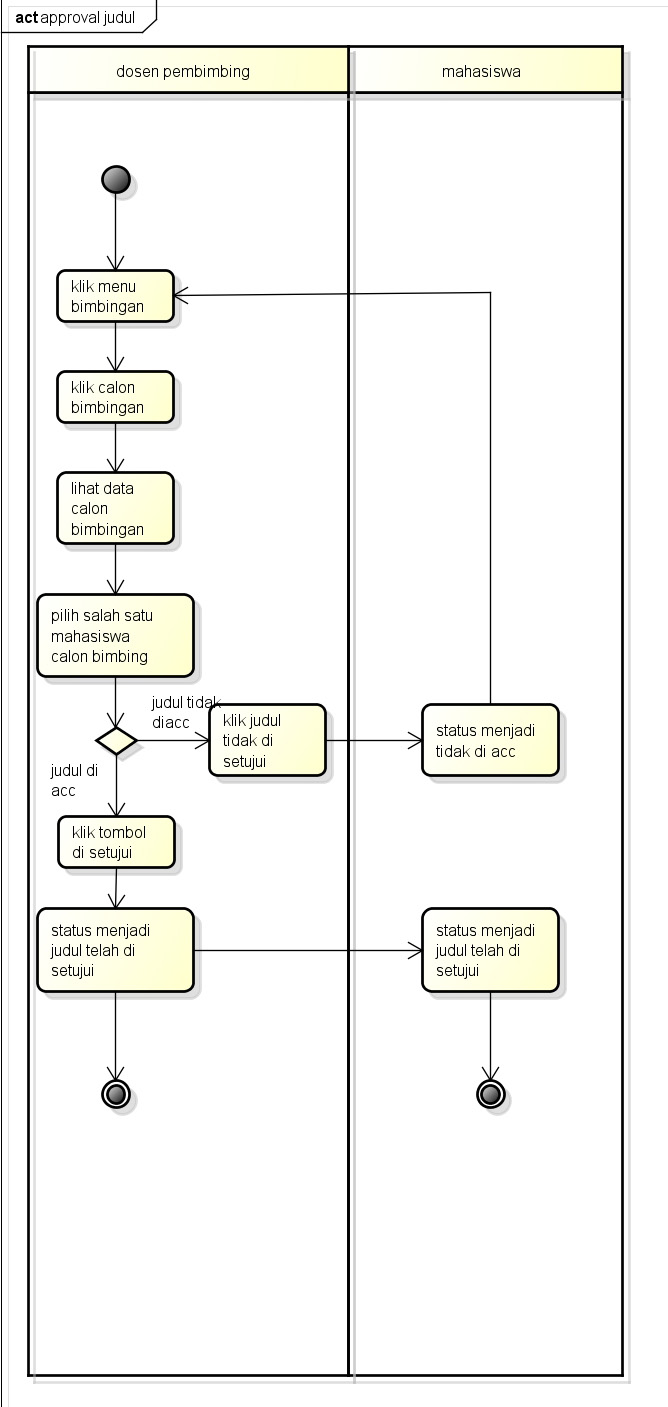 act approval judul
dosen pembimbing
mahasiswa
klik menu
bimbingan
klik calon
bimbingan
lihat data
calon
bimbingan
pilih salah satu
mahasiswa
calon bimbing
judul tidak
diacc
klik judul
tidak di
setujui
status menjadi
tidak di acc
judul di
acc
klik tombol
di setujui
status menjadi
judul telah di
setujui
status menjadi
judul telah di
setujui